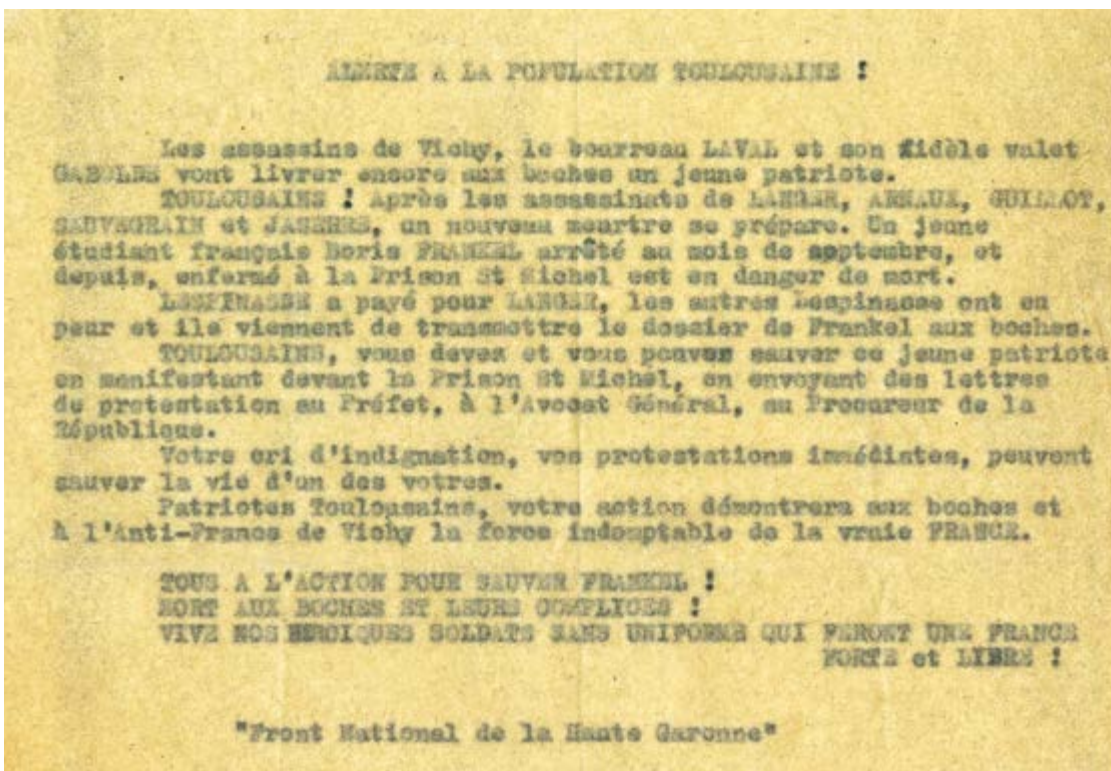 ALERTE A LA POPULATION TOULOUSAINE !
Les assassins de Vichy, le bourreau LAVAL et son fidèle valet
GABOLDE vont livrer encore aux boches un jeune patriote.
TOULOUSAINS ! Après les assassinats de LANGER, ARNAUX, GUILLOT,
SAUVEGRAIN et un nouveau meurtre se prépare. Un jeune
étudiant français Boris FRANKEL arrêté au mois de septembre, et
depuis, enfermé à la Prison St Michel est en danger de mort.
LESPINASSE a payé pour LANGER, les autres Lespinasse ont eu
peur et ils viennent de transmettre le dossier de Frankel aux boches.
TOULOUSAINS, vous devez et vous pouvez sauver ce jeune patriote
en manifestant devant la Prison St Michel, en envoyant des lettres
de protestation au Préfet, à l'Avocat Général, au Procureur de la
République.
Votre cri d'indignation, vos protestations immédiates, peuvent
sauver la vie d'un des votres.
Patriotes Toulousains, votre action démontrera aux boches et
à l'Anti-France de Vichy la force indomptable de la vraie FRANCE.
TOUS A L'ACTION POUR SAUVER FRANKEL !
MORT AUX BOCHES ET LEURS COMPLICES !
VIVE NOS HEROIQUES SOLDATS SANS UNIFORME QUI FERONT UNE FRANCE
FORTE et LIBRE !
"Front National de la Haute Garonne"